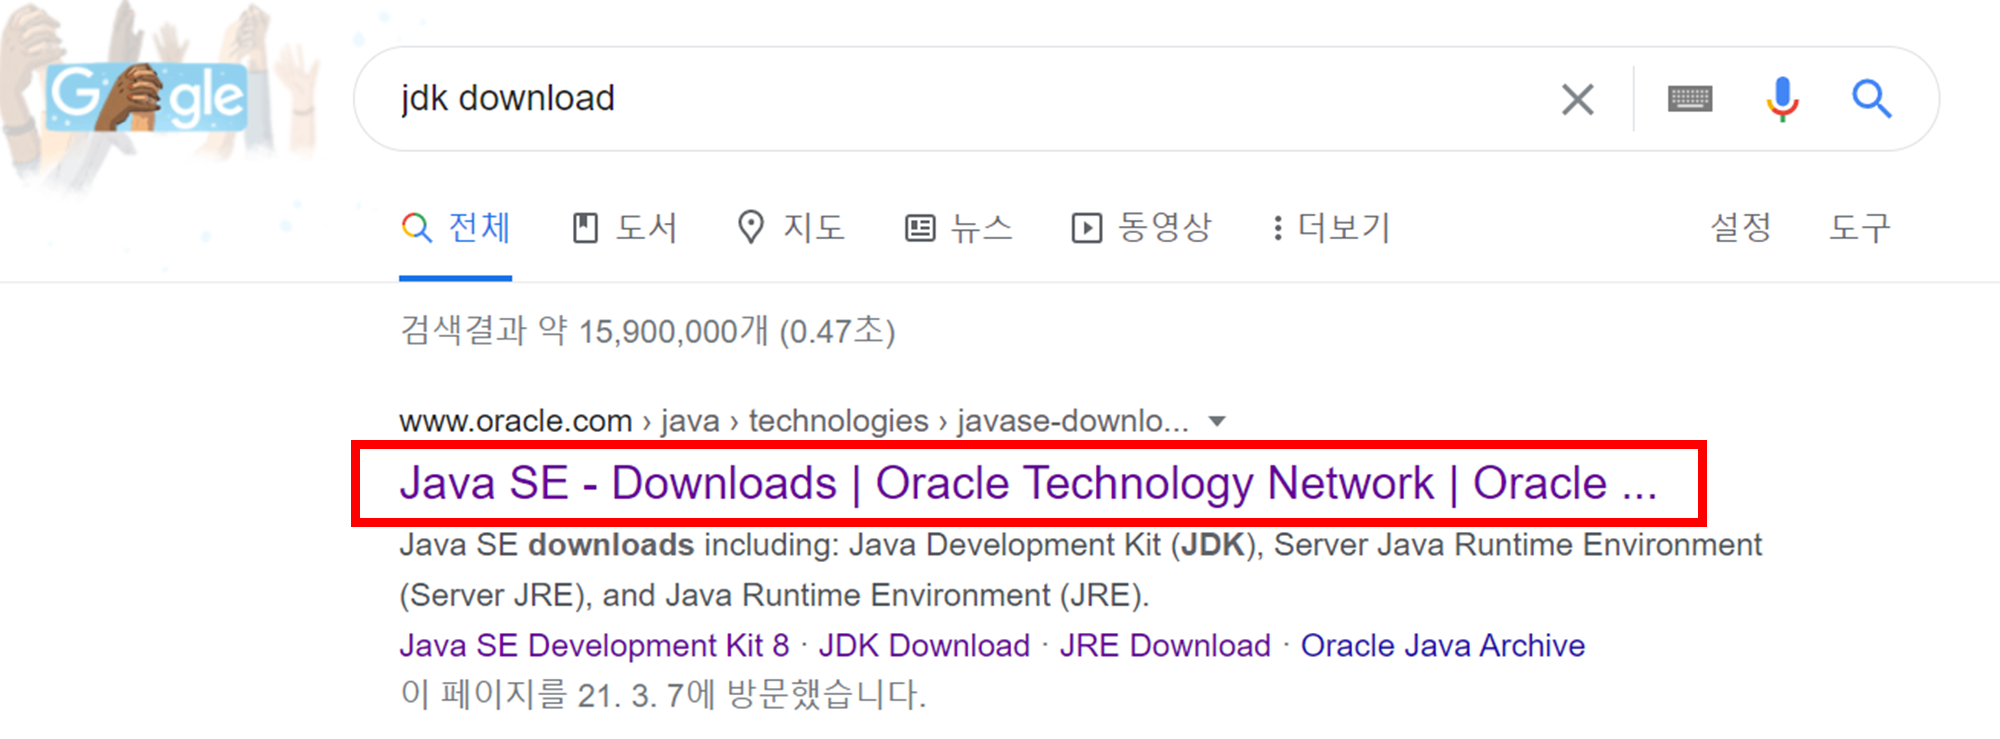 Google
jdk download
전체 도서 지도 뉴스 동영상 더보기 설정 도구
검색결과 약 15,900,000개 (0.47초)
www.oracle.com › java › technologies › javase-downlo...
Java SE - Downloads | Oracle Technology Network | Oracle ...
Java SE downloads including: Java Development Kit (JDK), Server Java Runtime Environment
(Server JRE), and Java Runtime Environment (JRE).
Java SE Development Kit 8 · JDK Download · JRE Download · Oracle Java Archive
이 페이지를 21. 3. 7에 방문했습니다.